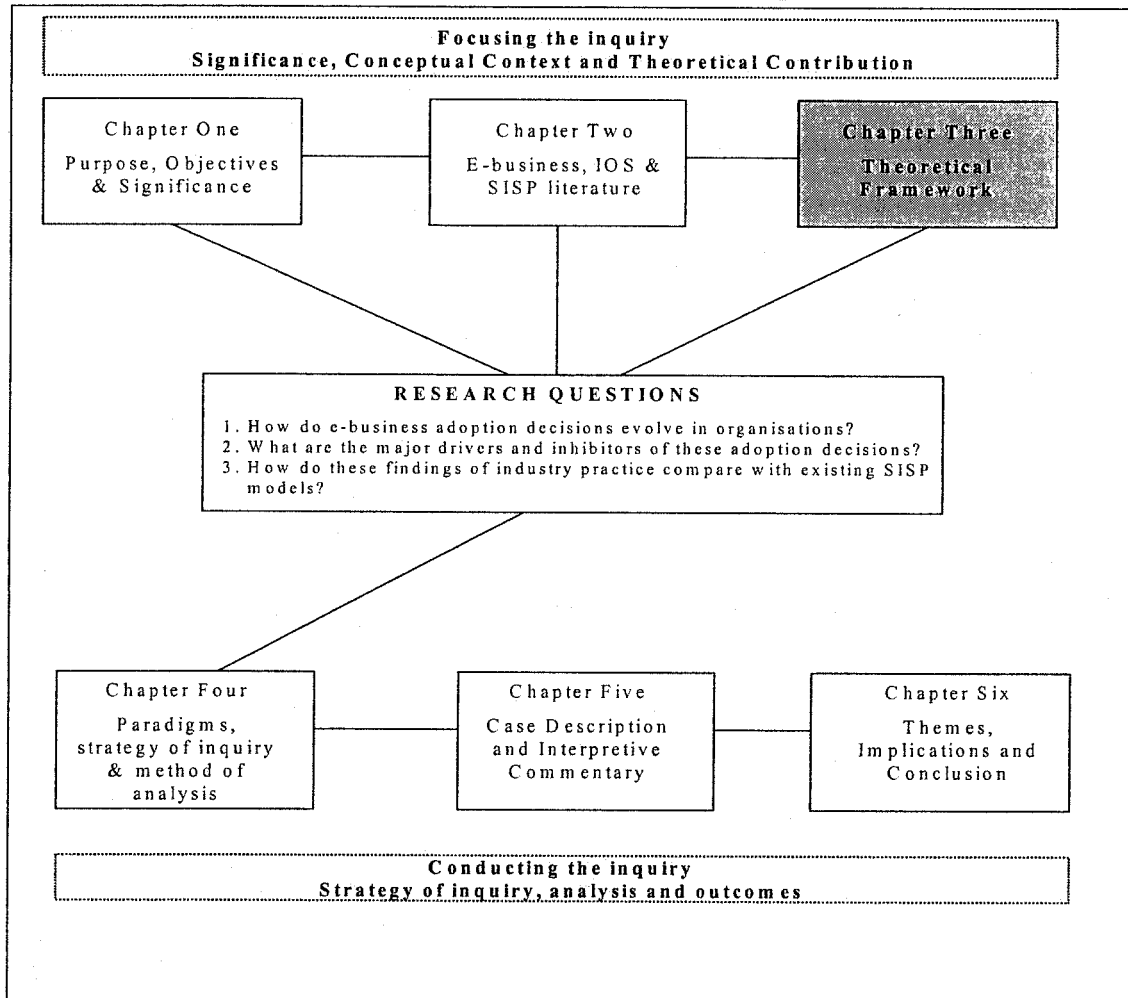 Focusing the inquiry
Significance, Conceptual Context and Theoretical Contribution
Chapter One
Purpose, Objectives
& Significance
Chapter Two
E-business, IOS &
SISP literature
Chapter Three
Theoretical
Framework
RESEARCH QUESTIONS
1. How do e-business adoption decisions evolve in organisations?
2. What are the major drivers and inhibitors of these adoption decisions?
3. How do these findings of industry practice compare with existing SISP
models?
Chapter Four
Paradigms,
strategy of inquiry
& method of
analysis
Chapter Five
Case Description
and Interpretive
Commentary
Chapter Six
Themes,
Implications and
Conclusion
Conducting the inquiry
Strategy of inquiry, analysis and outcomes